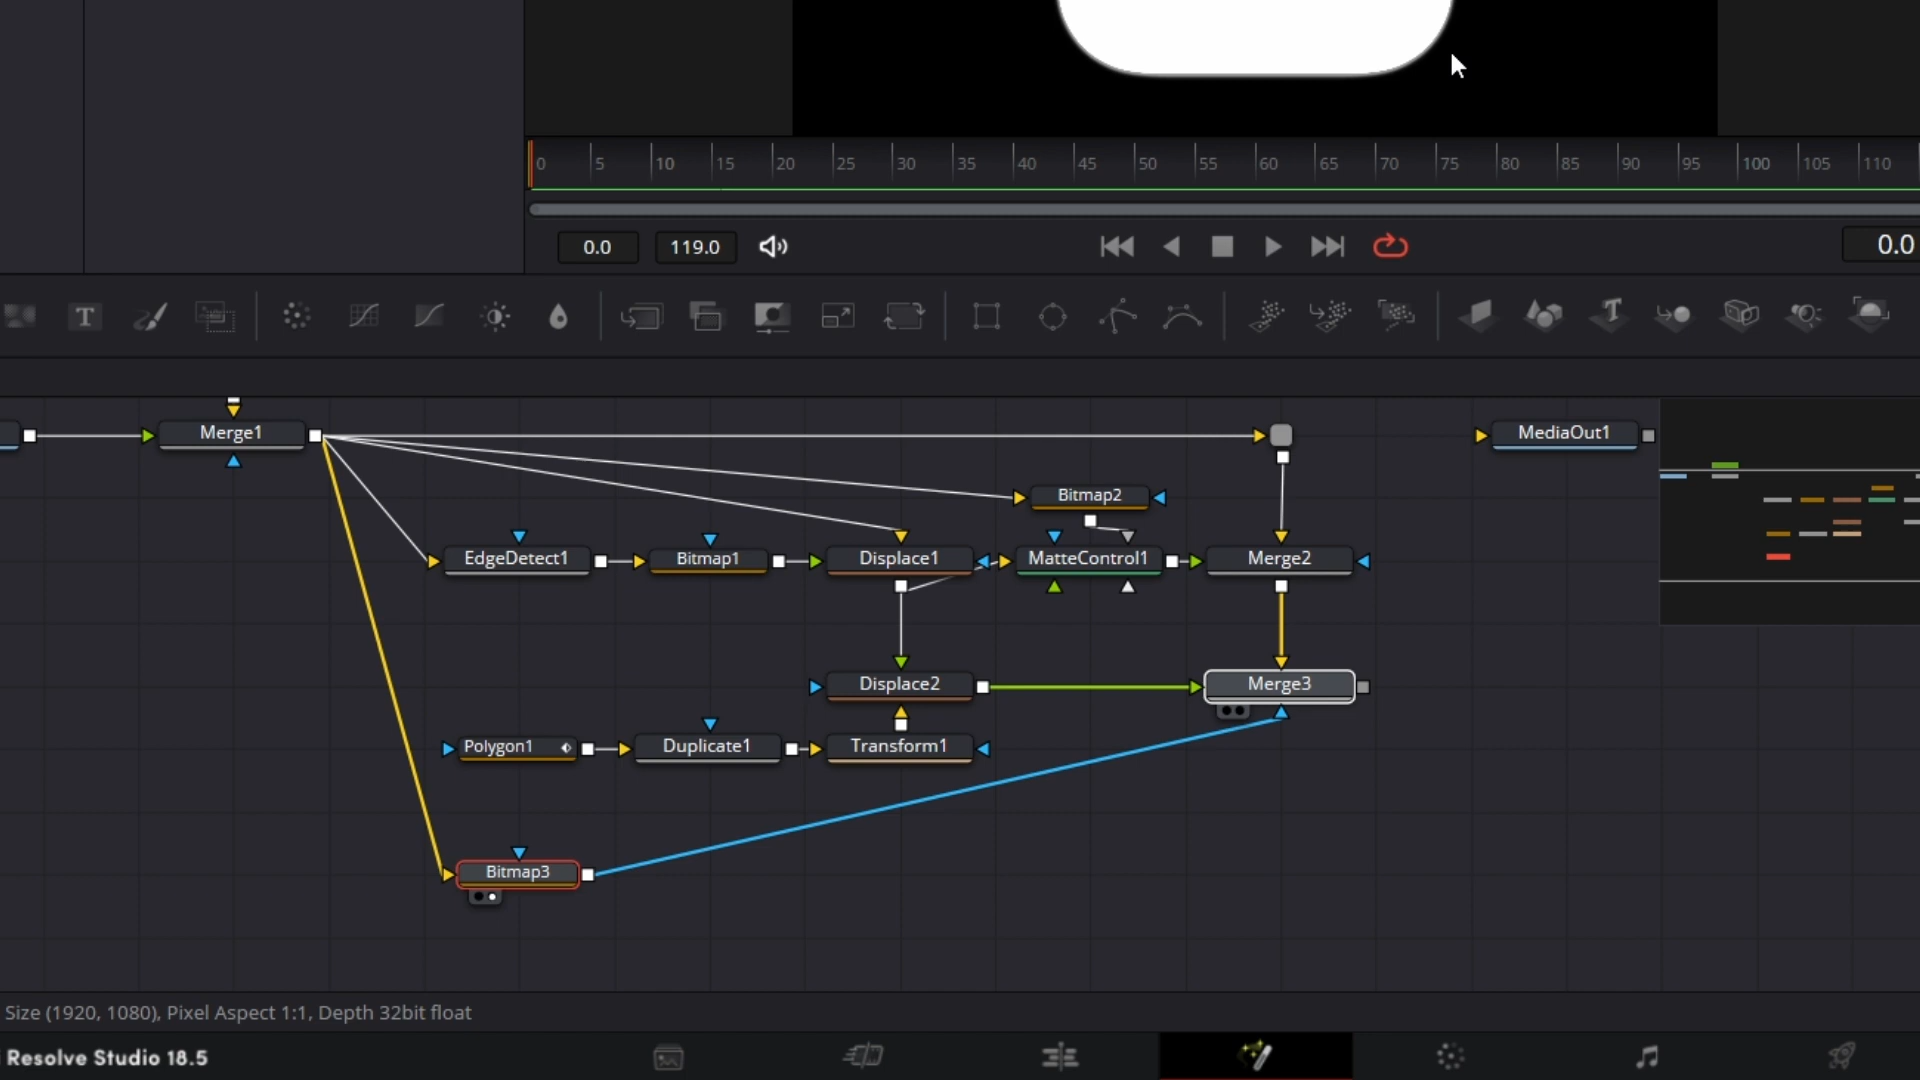 0 5 10 15 20 25 30 35 40 45 50 55 60 65 70 75 80 85 90 95 100 105 110
0.0 119.0 0.0
T T
Merge1 MediaOut1
Bitmap2
EdgeDetect1 Bitmap1 Displace1 MatteControl1 Merge2
Displace2 Merge3
Polygon1 Duplicate1 Transform1
Bitmap3
Size (1920, 1080), Pixel Aspect 1:1, Depth 32bit float
Resolve Studio 18.5